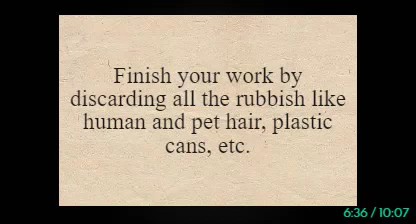 Finish your work by
discarding all the rubbish like
human and pet hair, plastic
cans, etc.
6:36 / 10:07